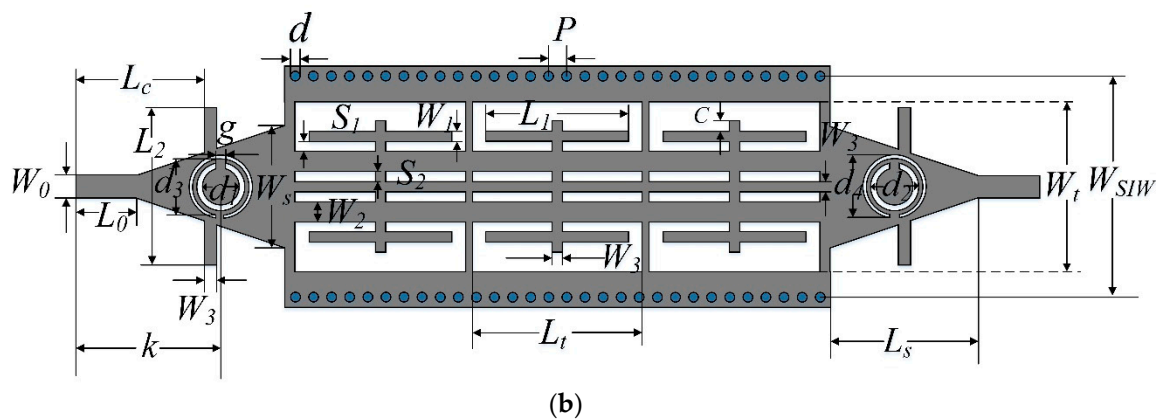 d P
L_c
L_2 g S_1 W_1 L_1 C W_3
W_0 d_3 d_1 W_s S_2 d_4 d_2 W_t W_SIW
L_0 W_2
W_3 W_3
k L_t L_s
(b)